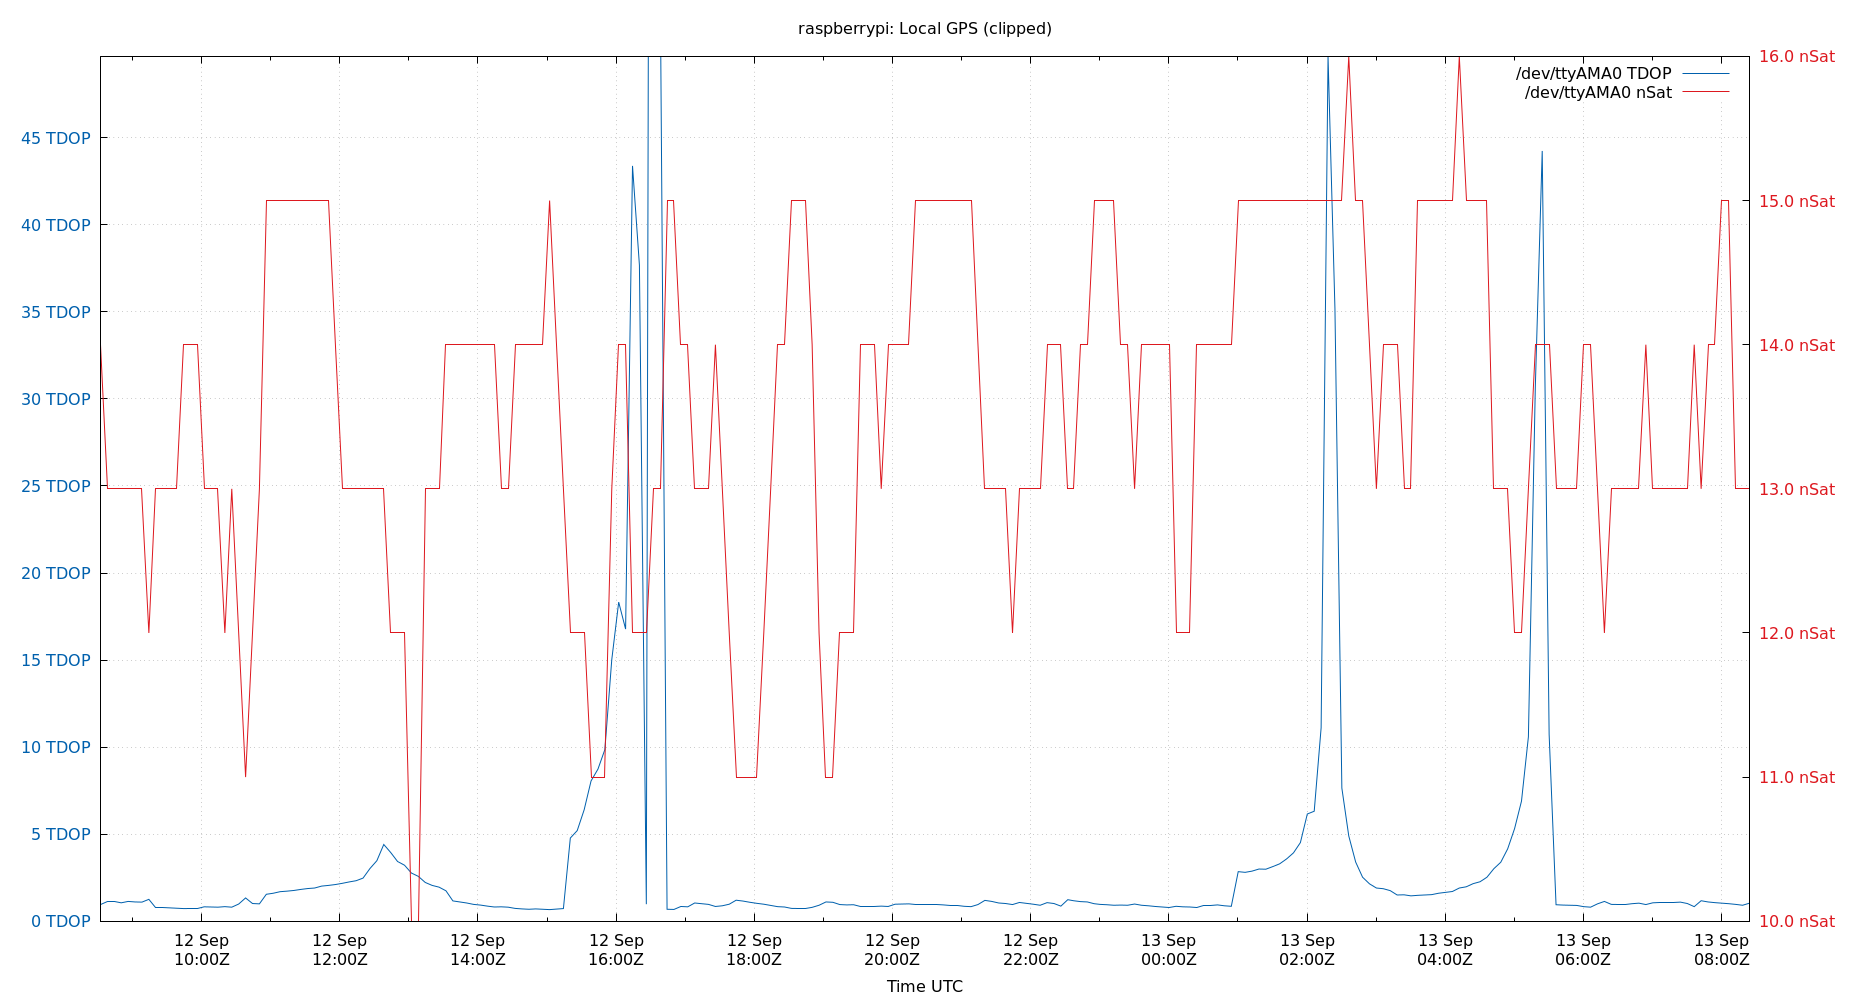 raspberrypi: Local GPS (clipped)
16.0 nSat
/dev/ttyAMA0 TDOP
/dev/ttyAMA0 nSat
45 TDOP
15.0 nSat
40 TDOP
35 TDOP
14.0 nSat
30 TDOP
25 TDOP
13.0 nSat
20 TDOP
12.0 nSat
15 TDOP
11.0 nSat
10 TDOP
5 TDOP
0 TDOP
10.0 nSat
12 Sep 12 Sep 12 Sep 12 Sep 12 Sep 12 Sep 12 Sep 13 Sep 13 Sep 13 Sep 13 Sep 13 Sep
10:00Z 12:00Z 14:00Z 16:00Z 18:00Z 20:00Z 22:00Z 00:00Z 02:00Z 04:00Z 06:00Z 08:00Z
Time UTC